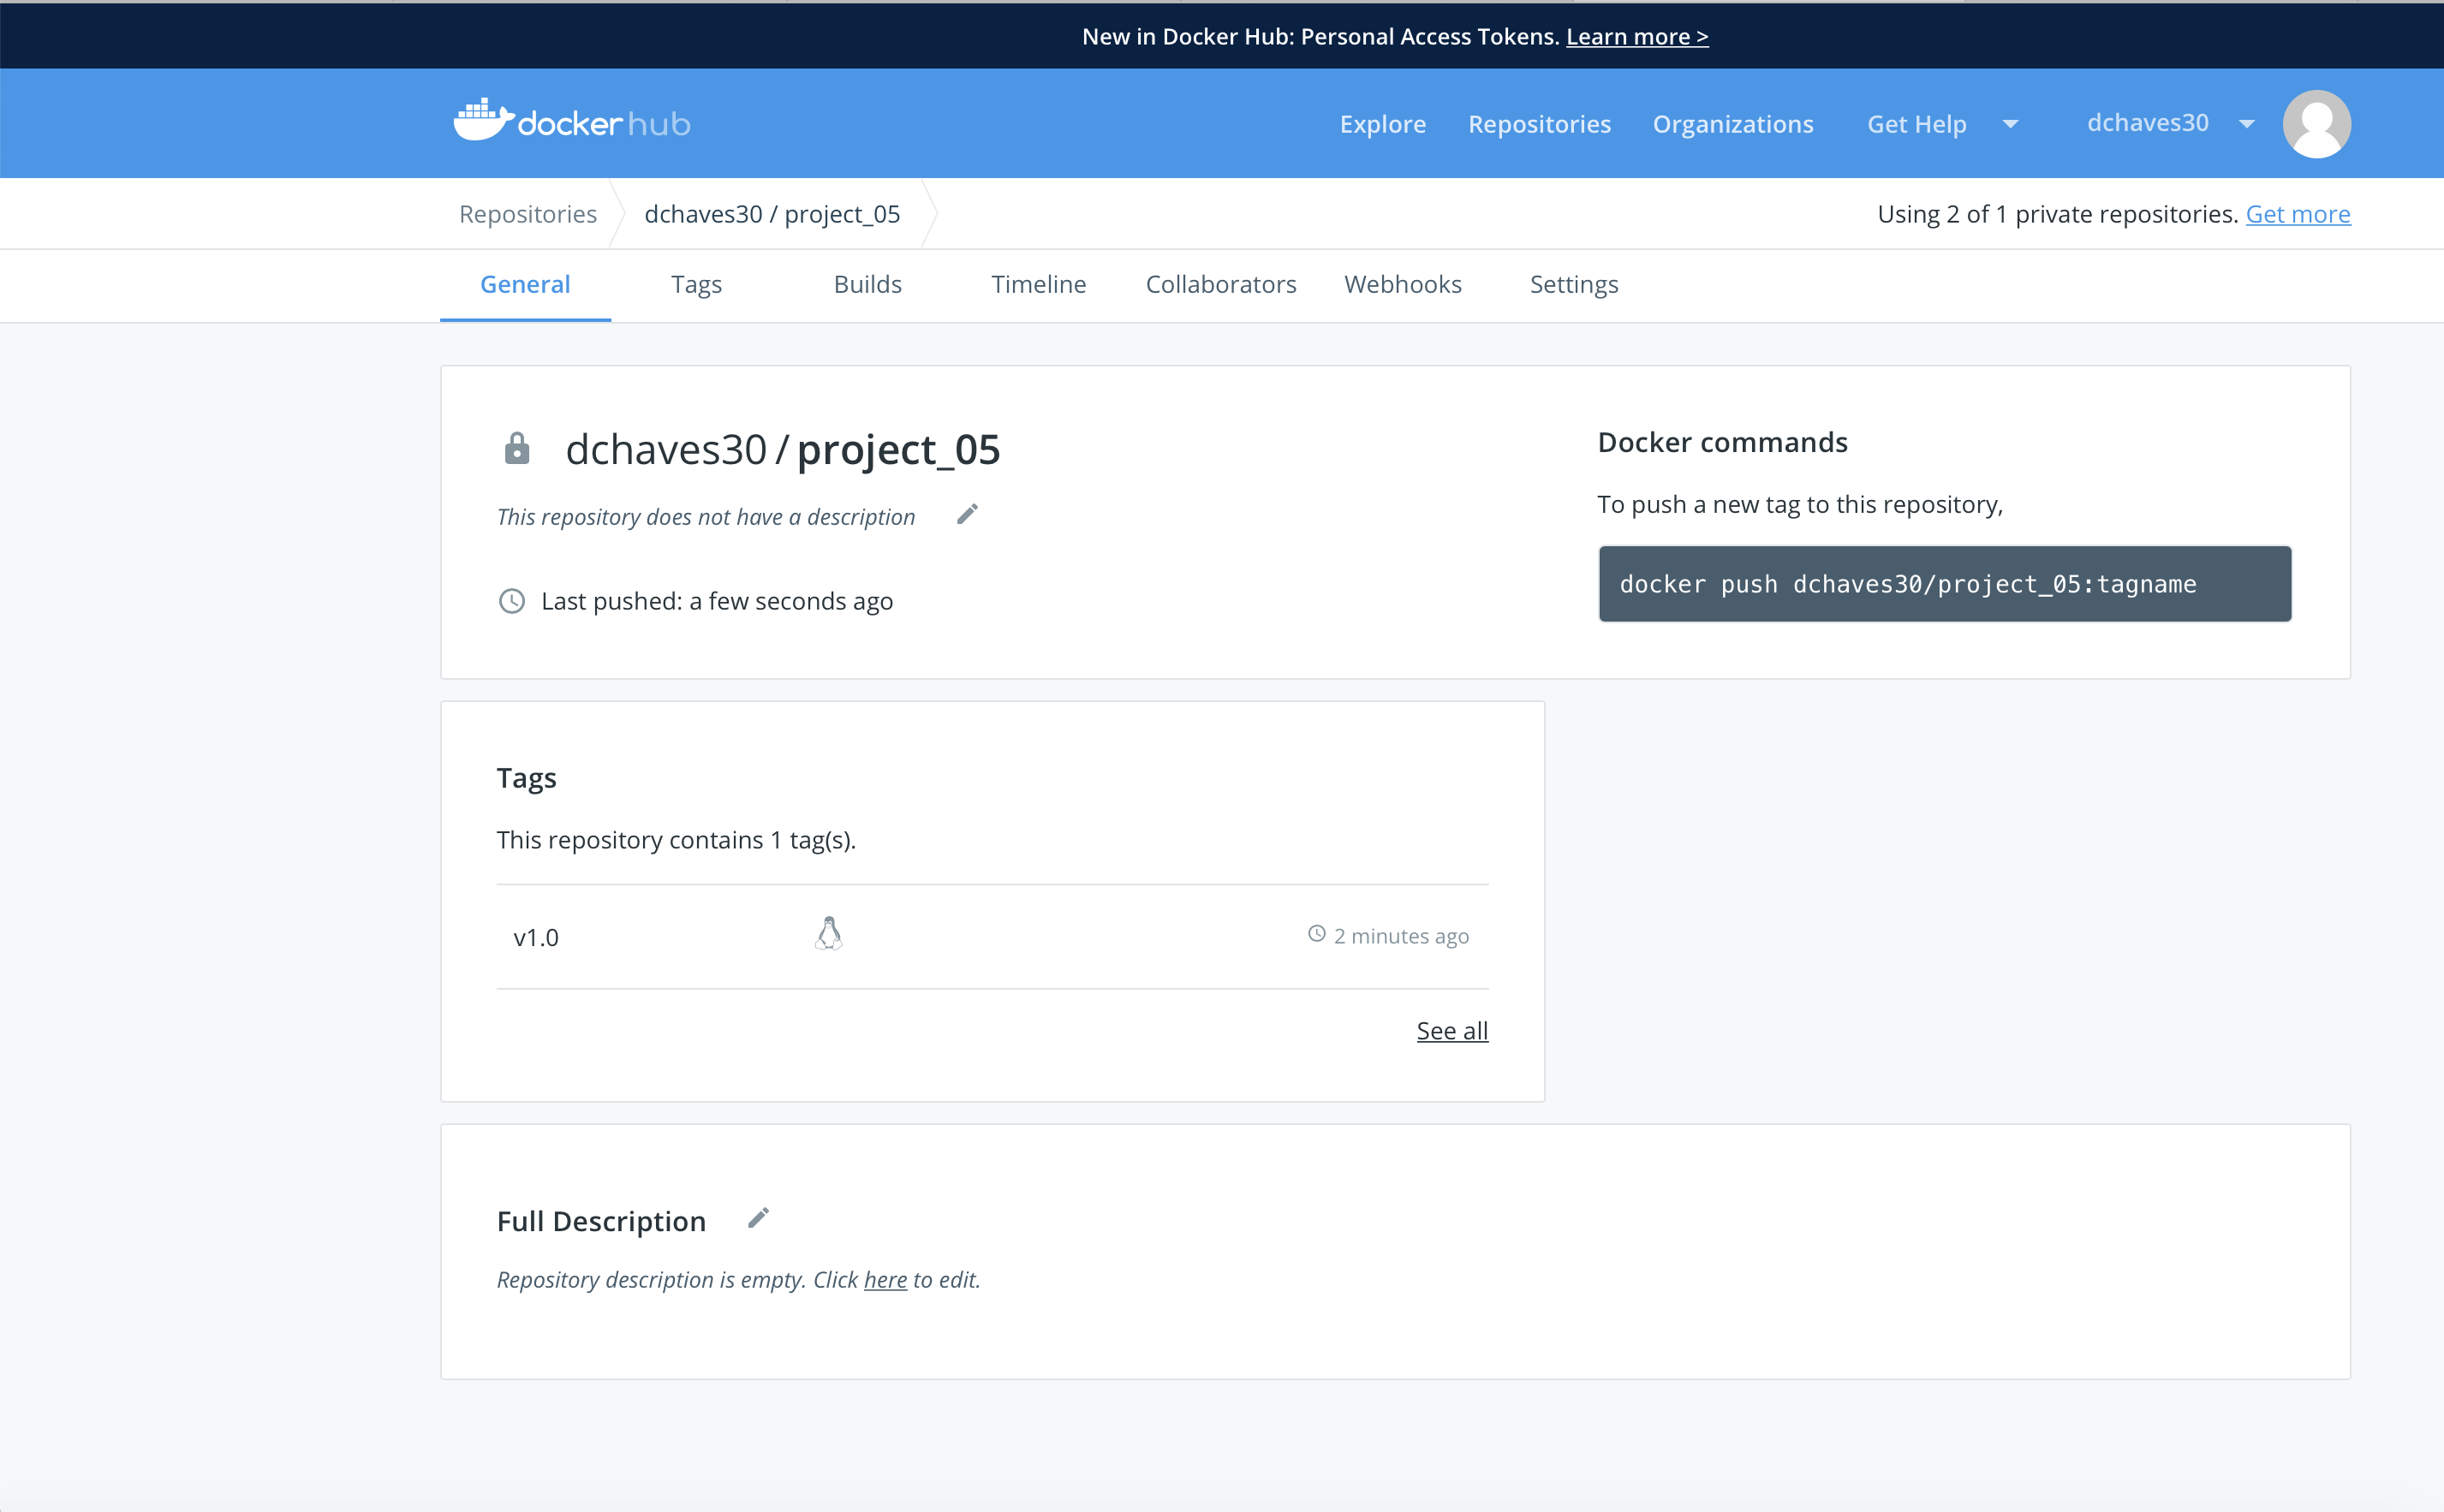 New in Docker Hub: Personal Access Tokens. Learn more >
docker hub
Explore Repositories Organizations Get Help dchaves30
Repositories dchaves30 / project_05
Using 2 of 1 private repositories. Get more
General Tags Builds Timeline Collaborators Webhooks Settings
dchaves30 / project_05
This repository does not have a description
Last pushed: a few seconds ago
Docker commands
To push a new tag to this repository,
docker push dchaves30/project_05:tagname
Tags
This repository contains 1 tag(s).
v1.0 2 minutes ago
See all
Full Description
Repository description is empty. Click here to edit.